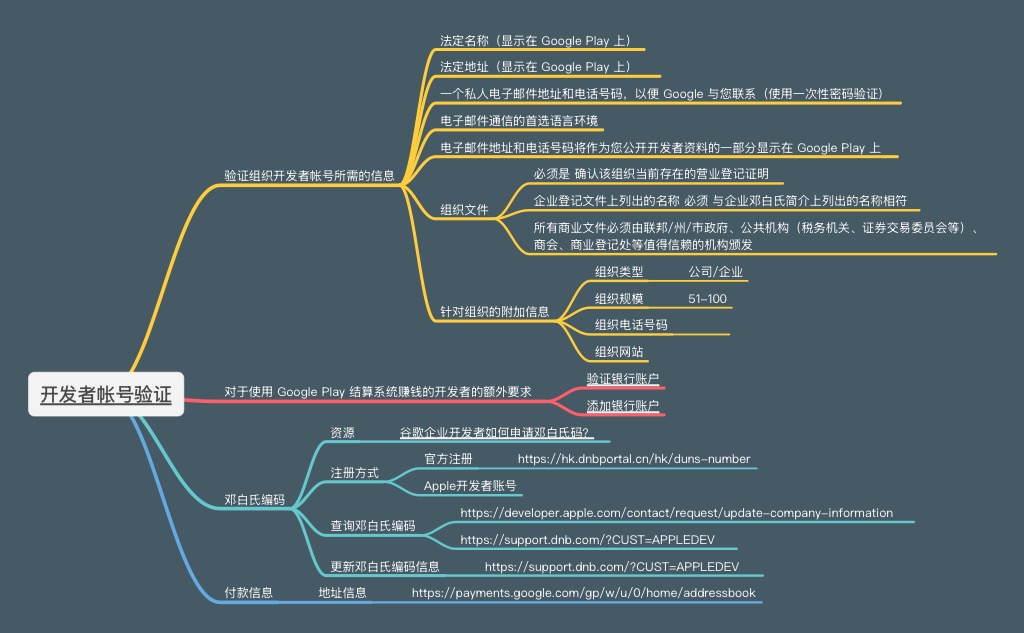 法定名称（显示在 Google Play 上）
法定地址（显示在 Google Play 上）
一个私人电子邮件地址和电话号码，以便 Google 与您联系（使用一次性密码验证）
电子邮件通信的首选语言环境
电子邮件地址和电话号码将作为您公开开发者资料的一部分显示在 Google Play 上
验证组织开发者帐号所需的信息
必须是 确认该组织当前存在的营业登记证明
组织文件
企业登记文件上列出的名称 必须 与企业邓白氏简介上列出的名称相符
所有商业文件必须由联邦/州/市政府、公共机构（税务机关、证券交易委员会等）、
商会、商业登记处等值得信赖的机构颁发
针对组织的附加信息
组织类型 公司/企业
组织规模 51-100
组织电话号码
组织网站
开发者帐号验证
对于使用 Google Play 结算系统赚钱的开发者的额外要求
验证银行账户
添加银行账户
邓白氏编码
资源 谷歌企业开发者如何申请邓白氏码？
注册方式
官方注册 https://hk.dnbportal.cn/hk/duns-number
Apple开发者账号
查询邓白氏编码
https://developer.apple.com/contact/request/update-company-information
https://support.dnb.com/?CUST=APPLEDEV
更新邓白氏编码信息 https://support.dnb.com/?CUST=APPLEDEV
付款信息 地址信息 https://payments.google.com/gp/w/u/0/home/addressbook